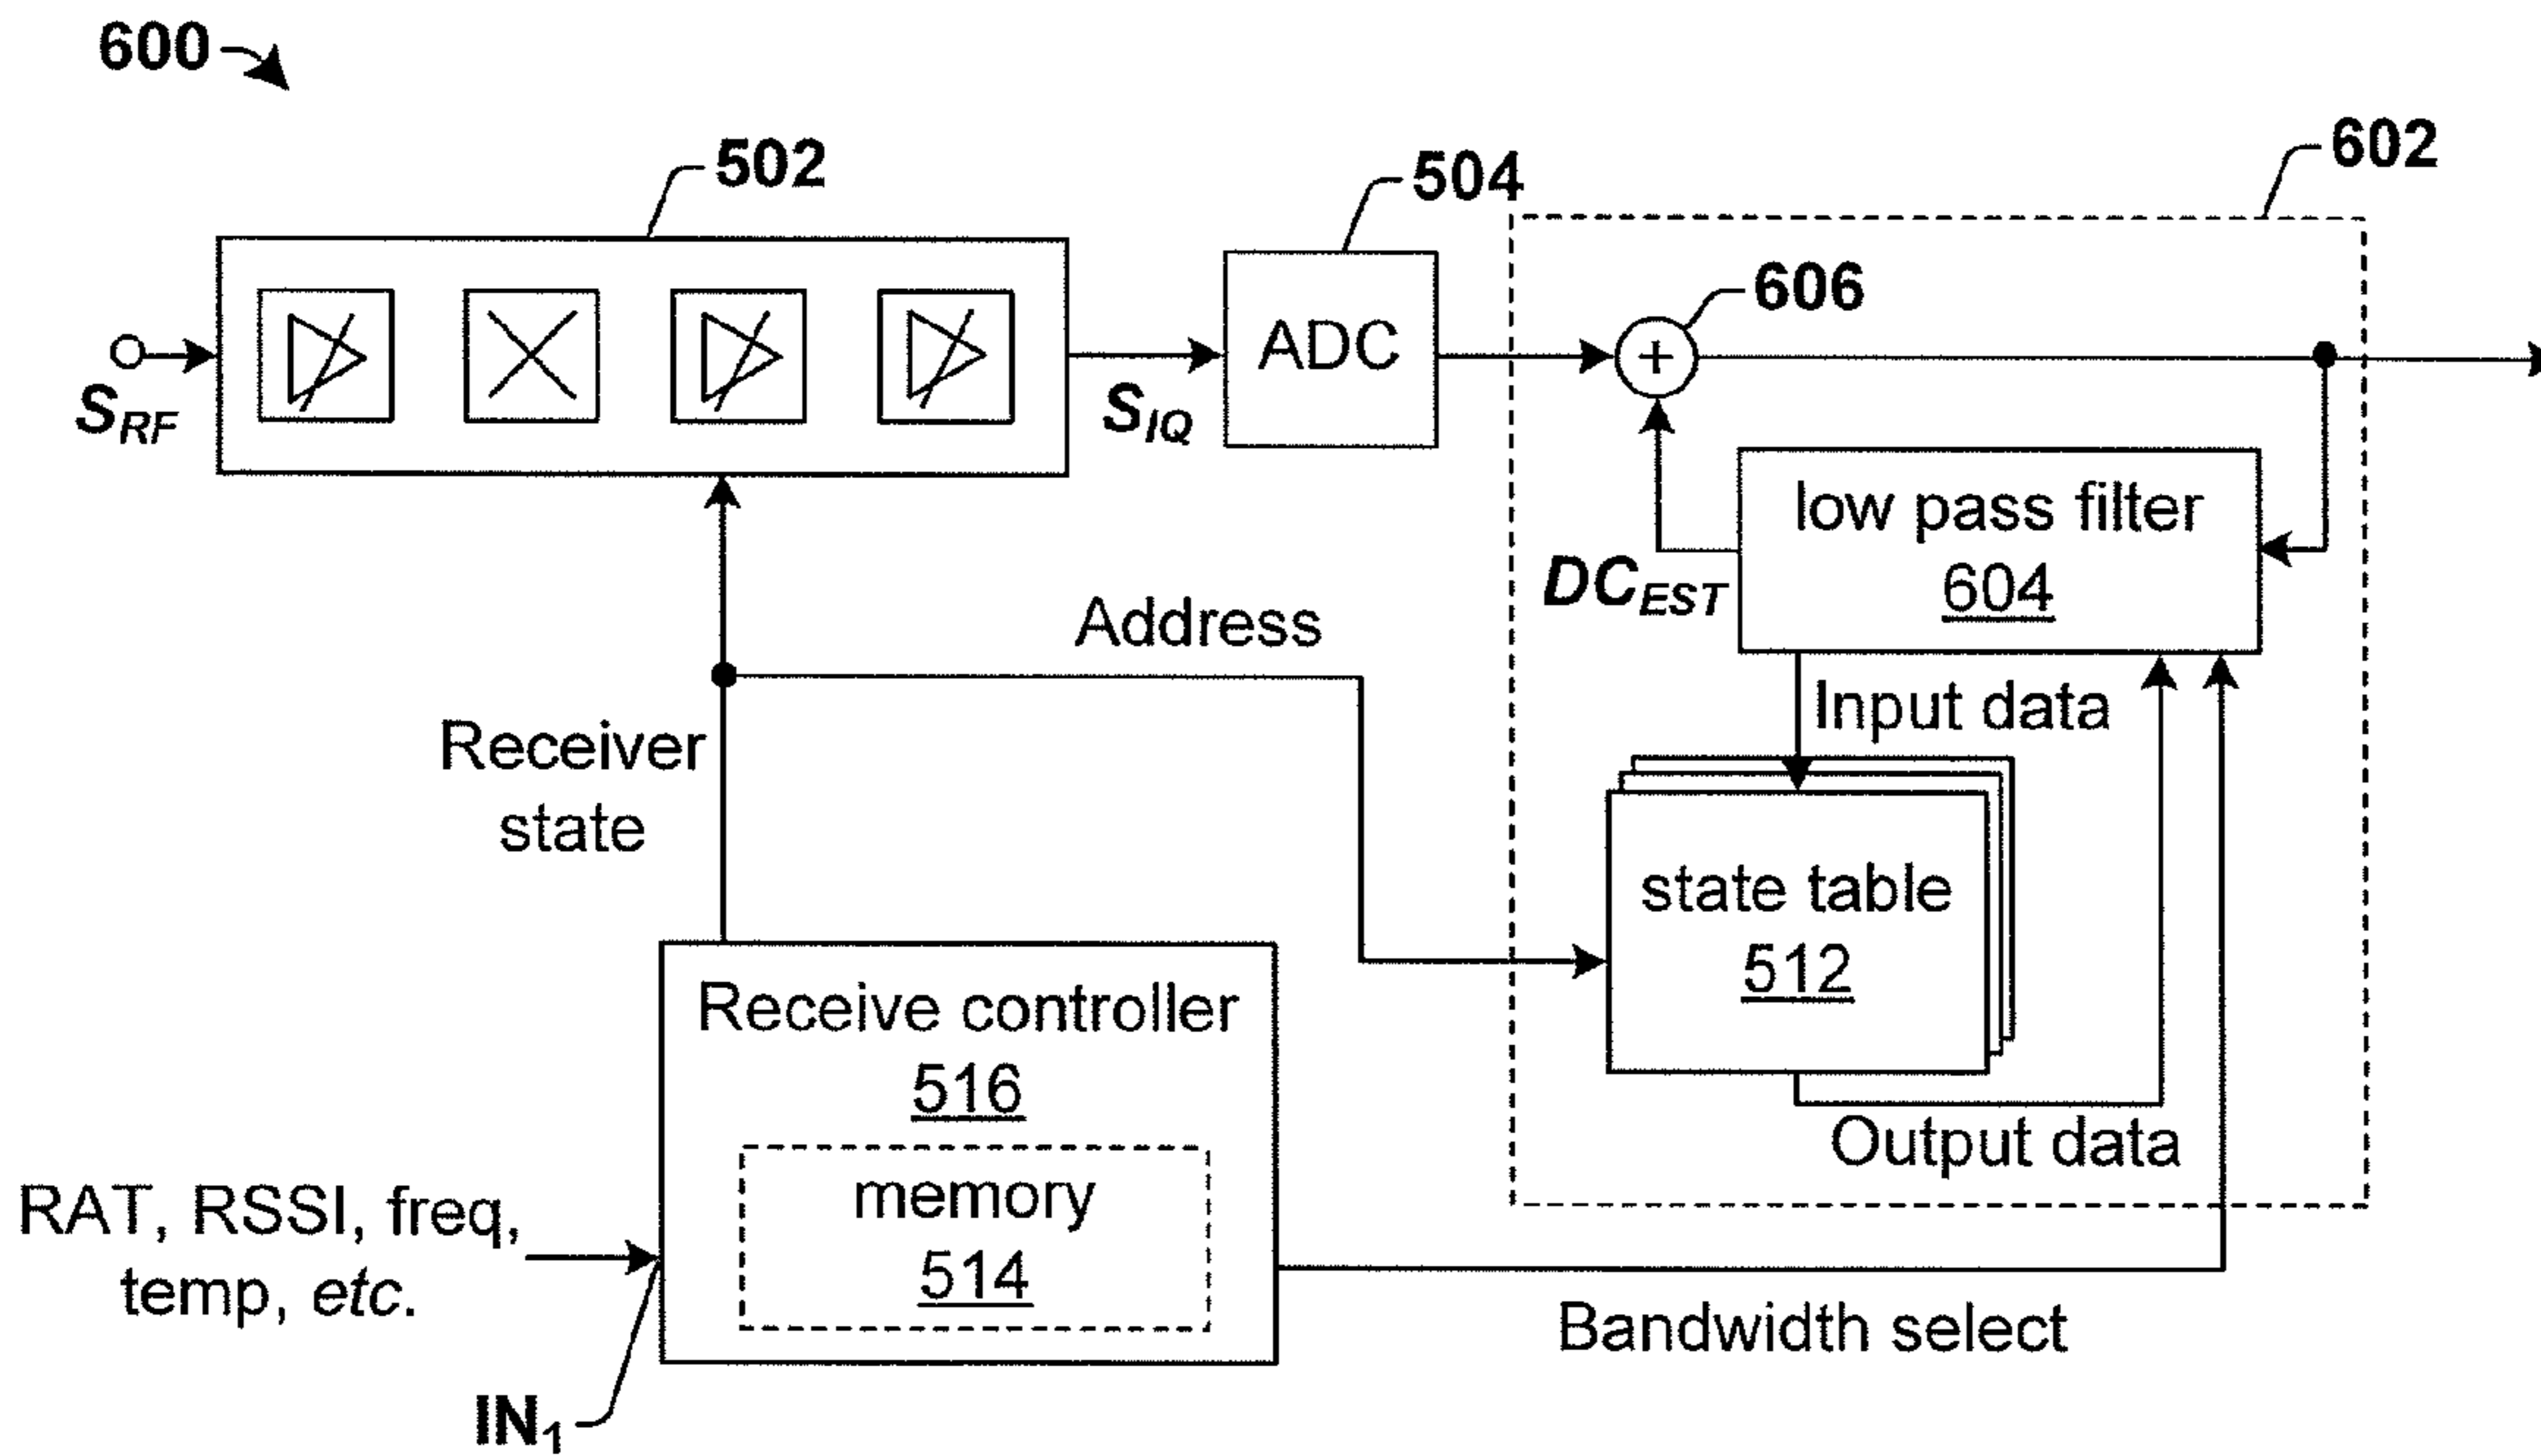 600
502
504
602
606
ADC
+
S_RF
S_IQ
low pass filter
604
DC_EST
Address
Input data
Receiver
state
state table
512
Receive controller
516
Output data
memory
514
RAT, RSSI, freq,
temp, etc.
Bandwidth select
IN_1